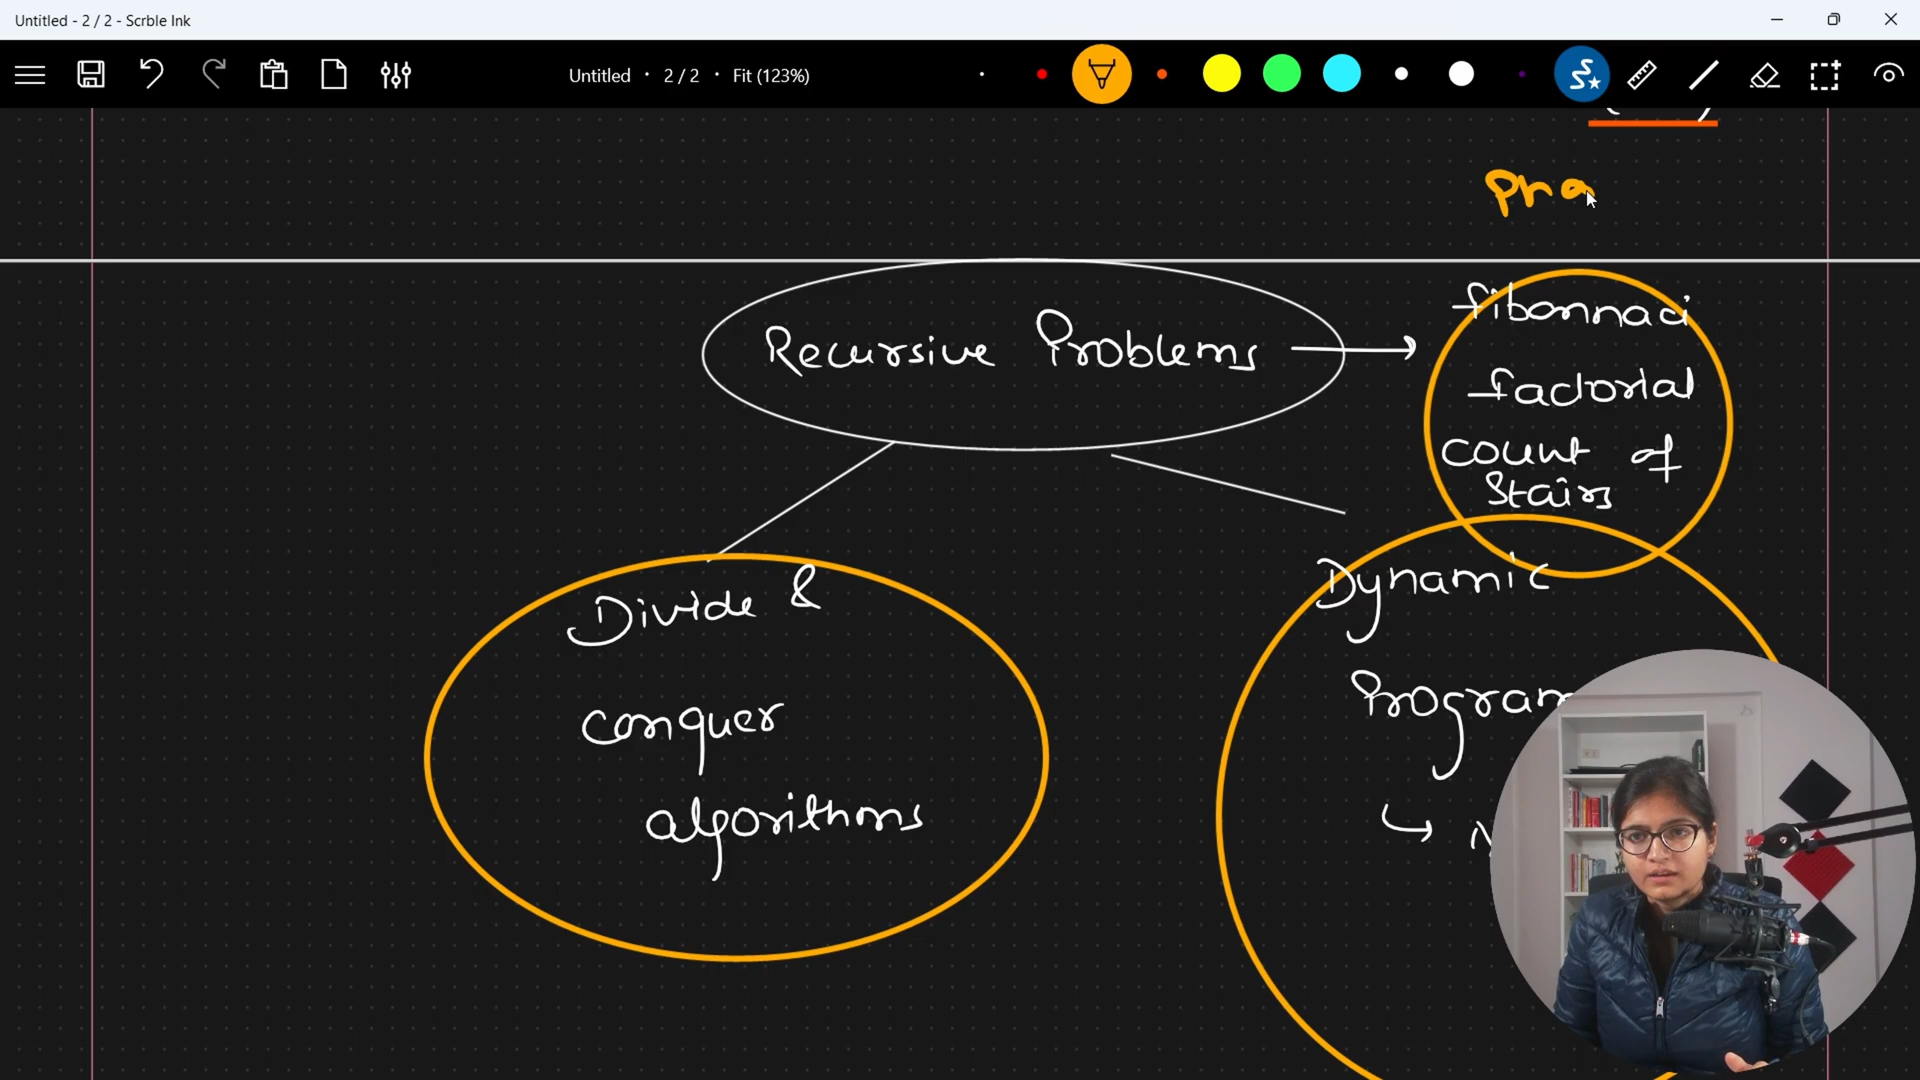 Untitled - 2 / 2 - Scrble Ink
Untitled • 2 / 2 • Fit (123%)
Pha
Recursive Problems
fibonnaci
factorial
count of
Stairs
Divide &
conquer
algorithms
Dynamic
Program